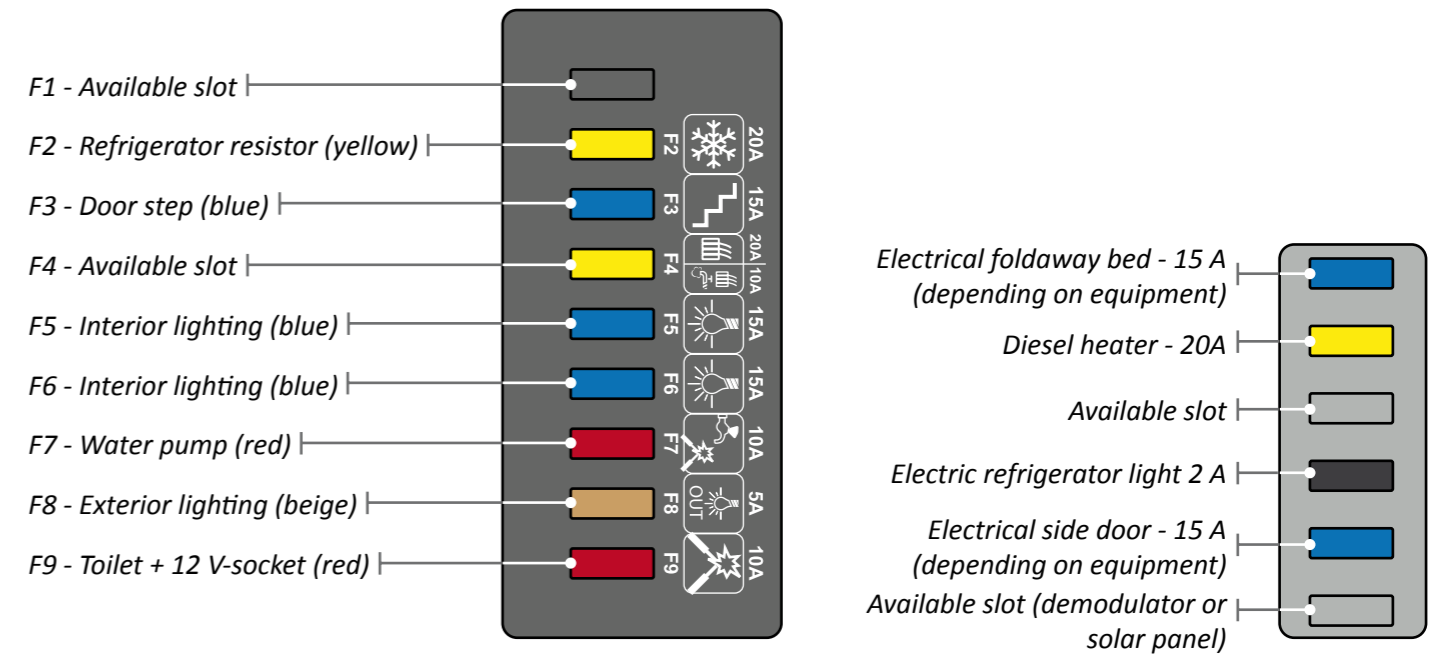 F1 - Available slot
F2 - Refrigerator resistor (yellow)
F3 - Door step (blue)
F4 - Available slot
F5 - Interior lighting (blue)
F6 - Interior lighting (blue)
F7 - Water pump (red)
F8 - Exterior lighting (beige)
F9 - Toilet + 12 V-socket (red)
F2 20A
F3 15A
F4 20A 10A
F5 15A
F6 15A
F7 10A
F8 OUT 5A
F9 10A
Electrical foldaway bed - 15 A
(depending on equipment)
Diesel heater - 20A
Available slot
Electric refrigerator light 2 A
Electrical side door - 15 A
(depending on equipment)
Available slot (demodulator or
solar panel)